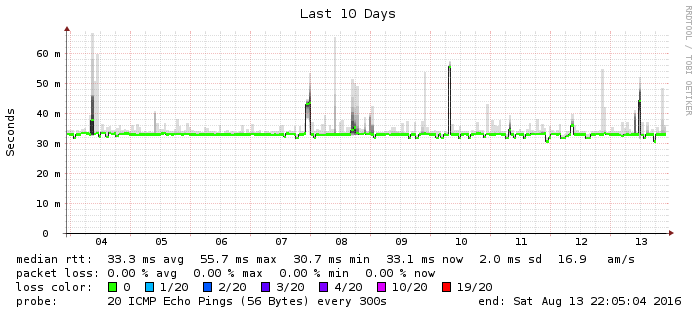 Last 10 Days
RRDTOOL / TOBI OETIKER
Seconds
60 m
50 m
40 m
30 m
20 m
10 m
0
04 05 06 07 08 09 10 11 12 13
median rtt: 33.3 ms avg 55.7 ms max 30.7 ms min 33.1 ms now 2.0 ms sd 16.9 am/s
packet loss: 0.00 % avg 0.00 % max 0.00 % min 0.00 % now
loss color: 0 1/20 2/20 3/20 4/20 10/20 19/20
probe: 20 ICMP Echo Pings (56 Bytes) every 300s end: Sat Aug 13 22:05:04 2016